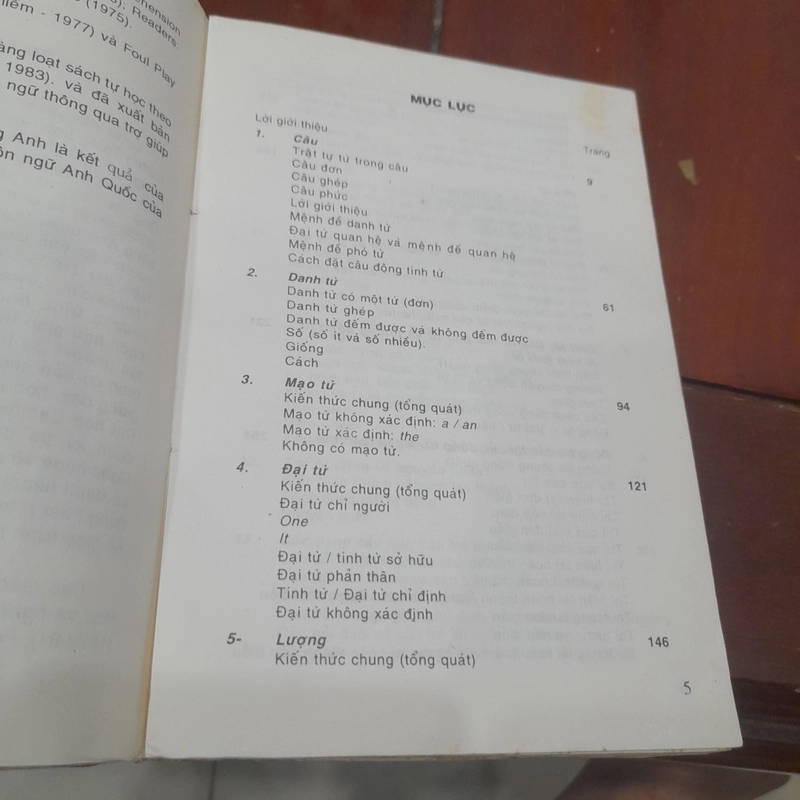 hension
(1975). Readers
iểm - 1977) và Foul Play
àng loạt sách tự học theo
1983). và đã xuất bản
ngữ thông qua trợ giúp
g Anh là kết quả của
ôn ngữ Anh Quốc của
MỤC LỤC
Lời giới thiệu
Trang
1. Câu 9
Trật tự từ trong câu
Câu đơn
Câu ghép
Câu phức
Lời giới thiệu
Mệnh đề danh từ
Đại từ quan hệ và mệnh đề quan hệ
Mệnh đề phó từ
Cách đặt câu động tính từ
2. Danh từ 61
Danh từ có một từ (đơn)
Danh từ ghép
Danh từ đếm được và không đếm được
Số (số ít và số nhiều).
Giống
Cách
3. Mạo từ 94
Kiến thức chung (tổng quát)
Mạo từ không xác định: a / an
Mạo từ xác định: the
Không có mạo từ.
4. Đại từ 121
Kiến thức chung (tổng quát)
Đại từ chỉ người
One
It
Đại từ / tính từ sở hữu
Đại từ phản thân
Tính từ / Đại từ chỉ định
Đại từ không xác định
5- Lượng 146
Kiến thức chung (tổng quát)
5